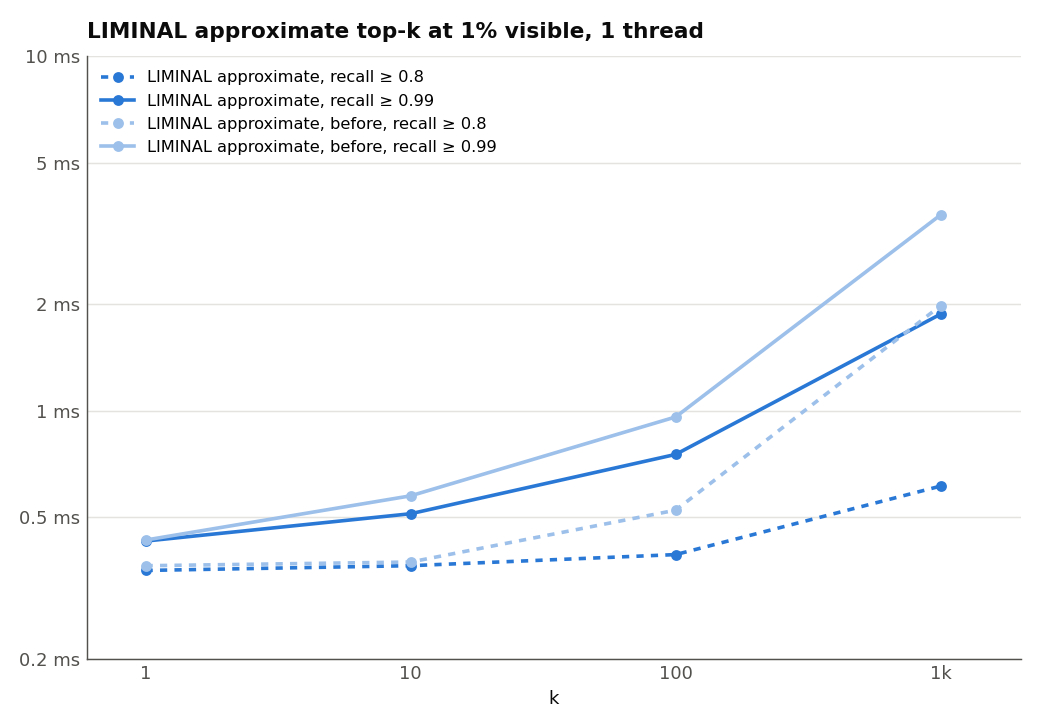 LIMINAL approximate top-k at 1% visible, 1 thread
10 ms
5 ms
2 ms
1 ms
0.5 ms
0.2 ms
LIMINAL approximate, recall ≥ 0.8
LIMINAL approximate, recall ≥ 0.99
LIMINAL approximate, before, recall ≥ 0.8
LIMINAL approximate, before, recall ≥ 0.99
1 10 100 1k
k